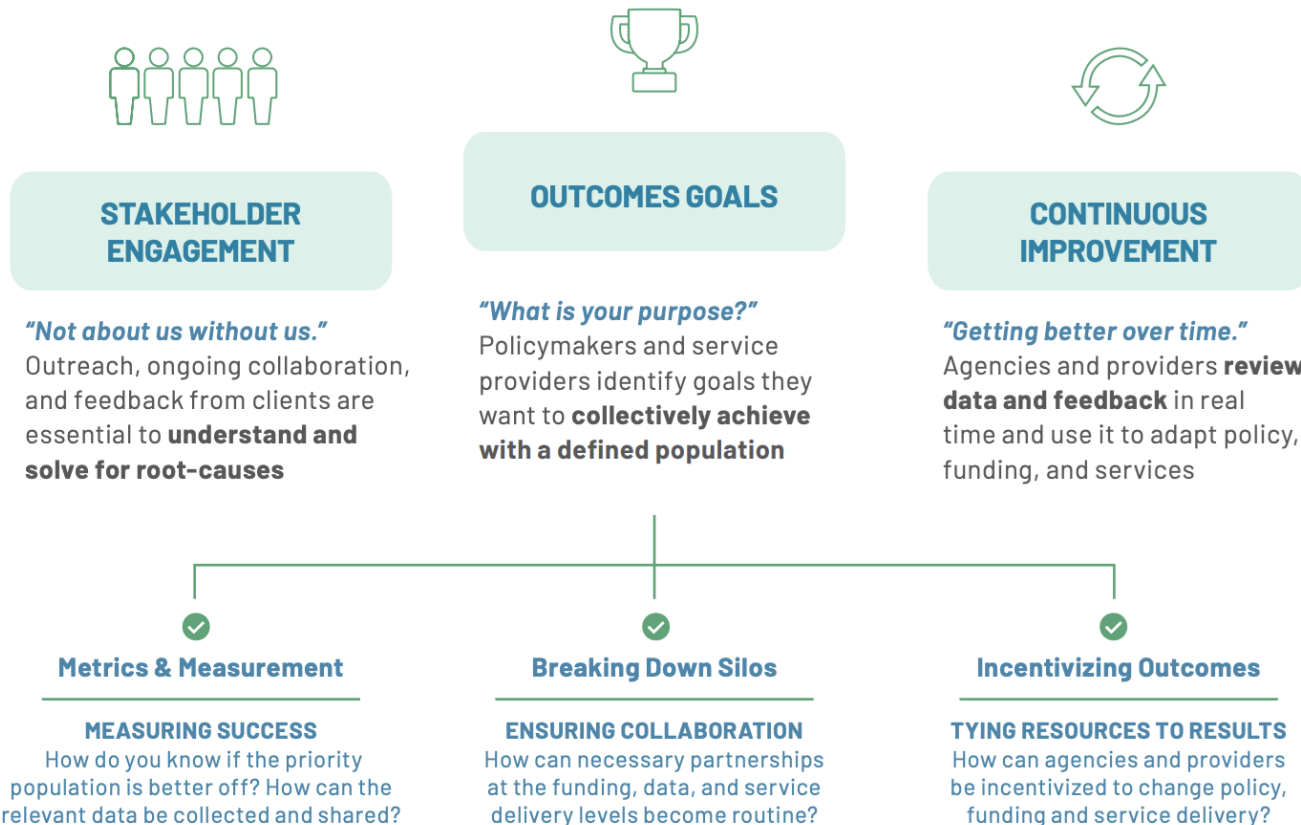 STAKEHOLDER
ENGAGEMENT
“Not about us without us.”
Outreach, ongoing collaboration,
and feedback from clients are
essential to understand and
solve for root-causes
OUTCOMES GOALS
“What is your purpose?”
Policymakers and service
providers identify goals they
want to collectively achieve
with a defined population
CONTINUOUS
IMPROVEMENT
“Getting better over time.”
Agencies and providers review
data and feedback in real
time and use it to adapt policy,
funding, and services
Metrics & Measurement
MEASURING SUCCESS
How do you know if the priority
population is better off? How can the
relevant data be collected and shared?
Breaking Down Silos
ENSURING COLLABORATION
How can necessary partnerships
at the funding, data, and service
delivery levels become routine?
Incentivizing Outcomes
TYING RESOURCES TO RESULTS
How can agencies and providers
be incentivized to change policy,
funding and service delivery?